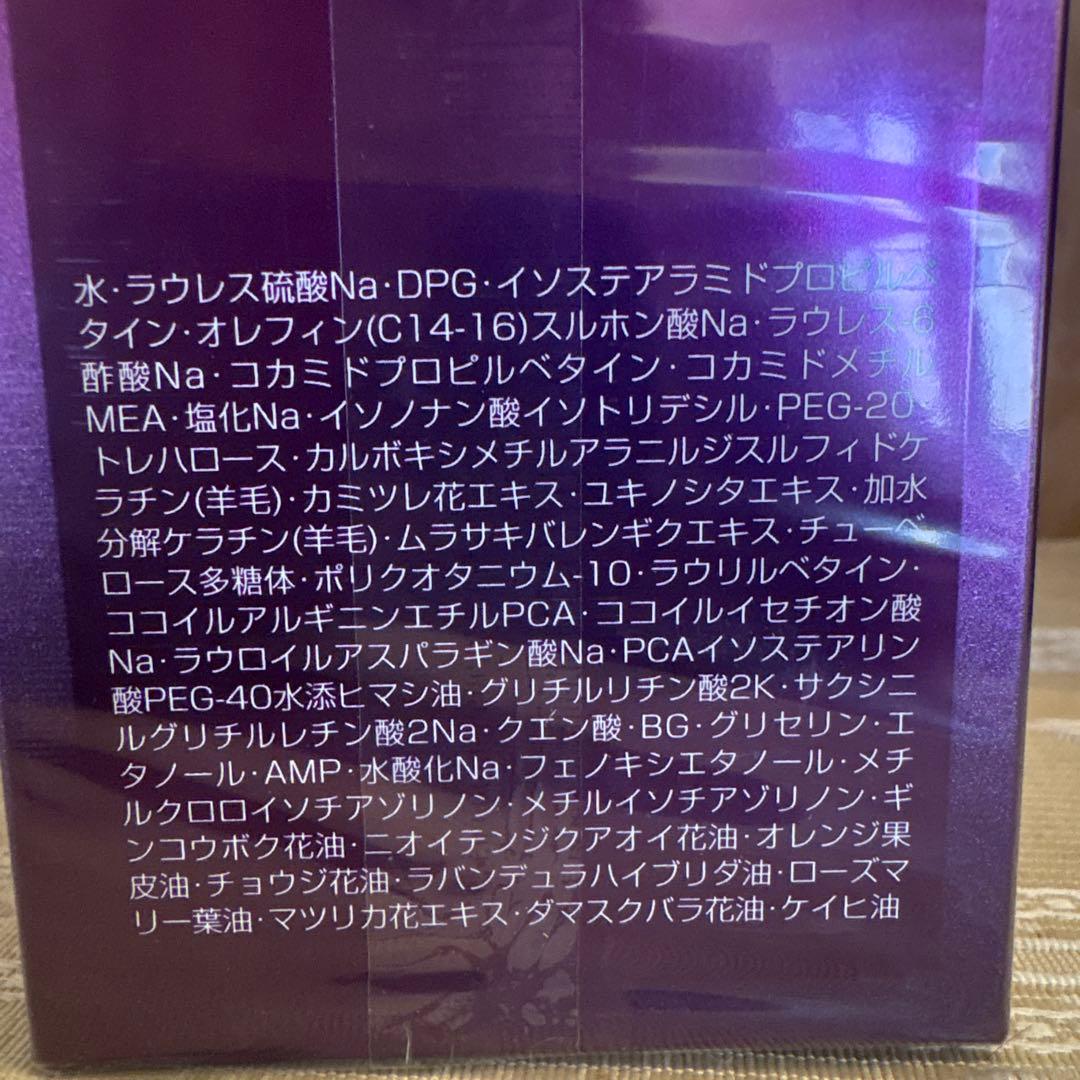 水·ラウレス硫酸Na·DPG·イソステアラミドプロピルベ
タイン·オレフィン(C14-16)スルホン酸Na·ラウレス-6
酢酸Na·コカミドプロピルベタイン·コカミドメチル
MEA·塩化Na·イソノナン酸イソトリデシル·PEG-20·
トレハロース·カルボキシメチルアラニルジスルフィドケ
ラチン(羊毛)·カミツレ花エキス·ユキノシタエキス·加水
分解ケラチン(羊毛)·ムラサキバレンギクエキス·チューベ
ロース多糖体·ポリクオタニウム-10·ラウリルベタイン·
ココイルアルギニンエチルPCA·ココイルイセチオン酸
Na·ラウロイルアスパラギン酸Na·PCAイソステアリン
酸PEG-40水添ヒマシ油·グリチルリチン酸2K·サクシニ
ルグリチルレチン酸2Na·クエン酸·BG·グリセリン·エ
タノール·AMP·水酸化Na·フェノキシエタノール·メチ
ルクロロイソチアゾリノン·メチルイソチアゾリノン·ギ
ンコウボク花油·ニオイテンジクアオイ花油·オレンジ果
皮油·チョウジ花油·ラバンデュラハイブリダ油·ローズマ
リー葉油·マツリカ花エキス·ダマスクバラ花油·ケイヒ油